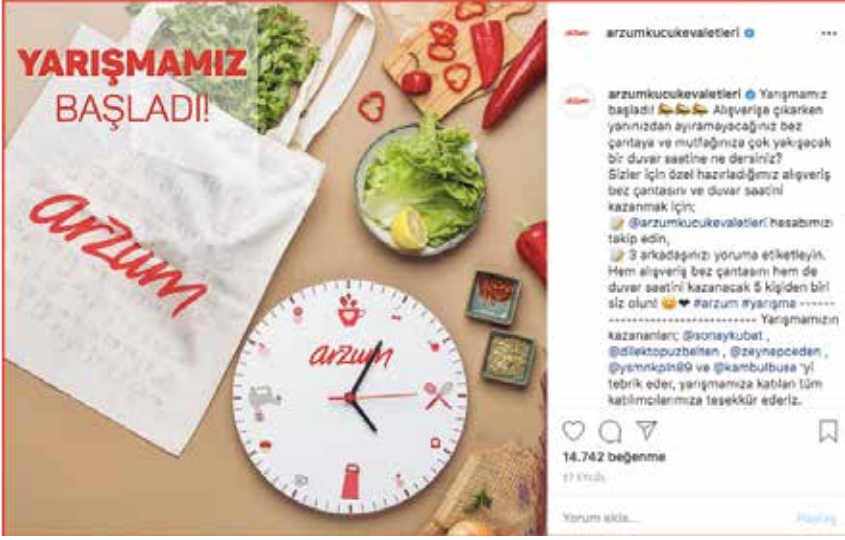 YARIŞMAMIZ
BAŞLADI!
arzum
arzum
arzumkucukevaletleri
arzumkucukevaletleri Yarışmamız
başladı! Alışverişe çıkarken
yanınızdan ayıramayacağınız bez
çantaya ve mutfağınıza çok yakışacak
bir duvar saatine ne dersiniz?
Sizler için özel hazırladığımız alışveriş
bez çantasını ve duvar saatini
kazanmak için;
📝 @arzumkucukevaletleri hesabımızı
takip edin,
📝 3 arkadaşınızı yoruma etiketleyin.
Hem alışveriş bez çantasını hem de
duvar saatini kazanacak 5 kişiden biri
siz olun! 😊❤ #arzum #yarışma ------
------------------------ Yarışmamızın
kazananları; @sonaykubat ,
@dilektopuzbelten , @zeynepceden ,
@ysmnkpln89 ve @kambulbusa 'yi
tebrik eder, yarışmamıza katılan tüm
katılımcılarımıza teşekkür ederiz.
14.742 beğenme
17 EYLÜL
Yorum ekle...
Paylaş